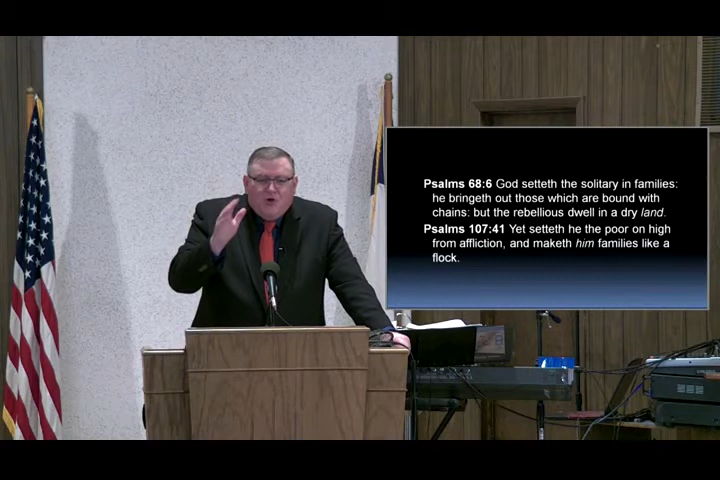 Psalms 68:6 God setteth the solitary in families:
he bringeth out those which are bound with
chains: but the rebellious dwell in a dry land.
Psalms 107:41 Yet setteth he the poor on high
from affliction, and maketh him families like a
flock.